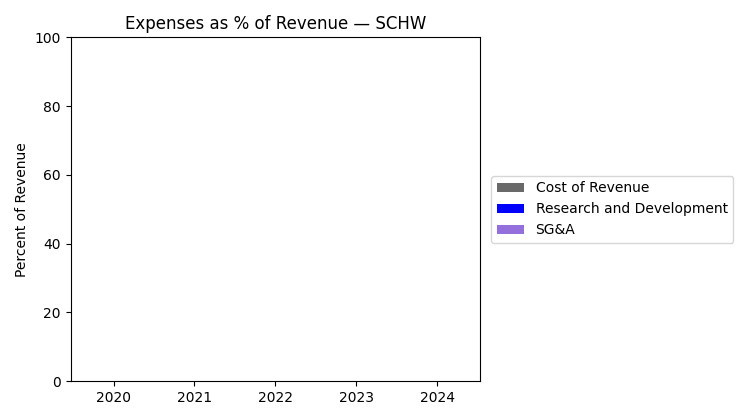 Expenses as % of Revenue — SCHW
Percent of Revenue
100
80
60
40
20
0
2020 2021 2022 2023 2024
Cost of Revenue
Research and Development
SG&A